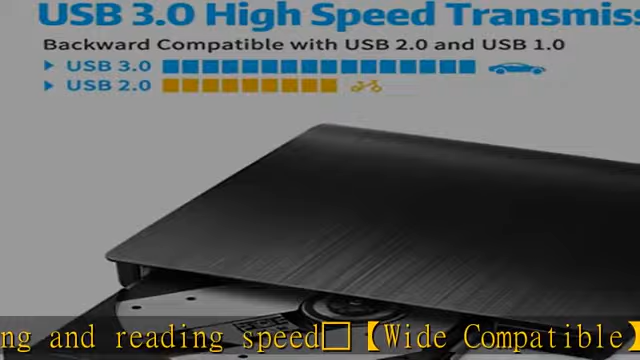 USB 3.0 High Speed Transmis
Backward Compatible with USB 2.0 and USB 1.0
USB 3.0
USB 2.0
ng and reading speed□【Wide Compatible】